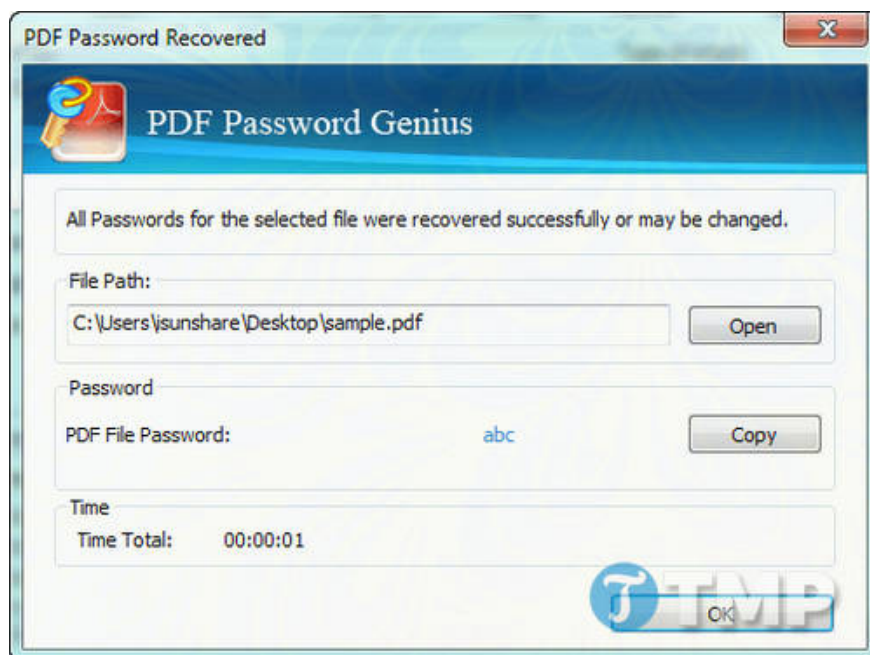 PDF Password Recovered
PDF Password Genius
All Passwords for the selected file were recovered successfully or may be changed.
File Path:
C:\Users\isunshare\Desktop\sample.pdf
Open
Password
PDF File Password:
abc
Copy
Time
Time Total: 00:00:01
OK
T TMP